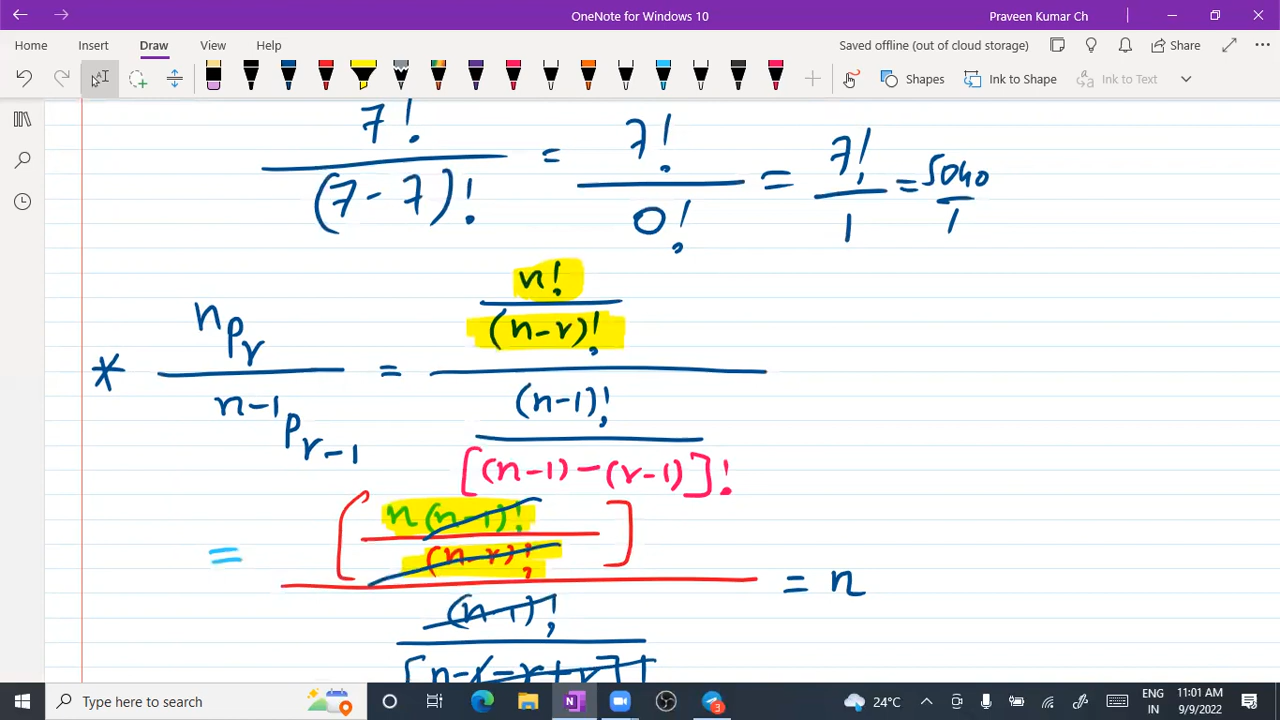 OneNote for Windows 10
Praveen Kumar Ch
Home Insert Draw View Help
Saved offline (out of cloud storage)
Share
Shapes
Ink to Shape
Ink to Text
7! / (7-7)! = 7! / 0! = 7! / 1 = 5040 / 1
n!
(n-r)!
* nPr / n-1Pr-1 =
(n-1)!
[(n-1)-(r-1)]!
= [ n(n-1)!
(n-r)! ]
= n
(n-1)!
Type here to search
24°C
ENG
IN
11:01 AM
9/9/2022
3